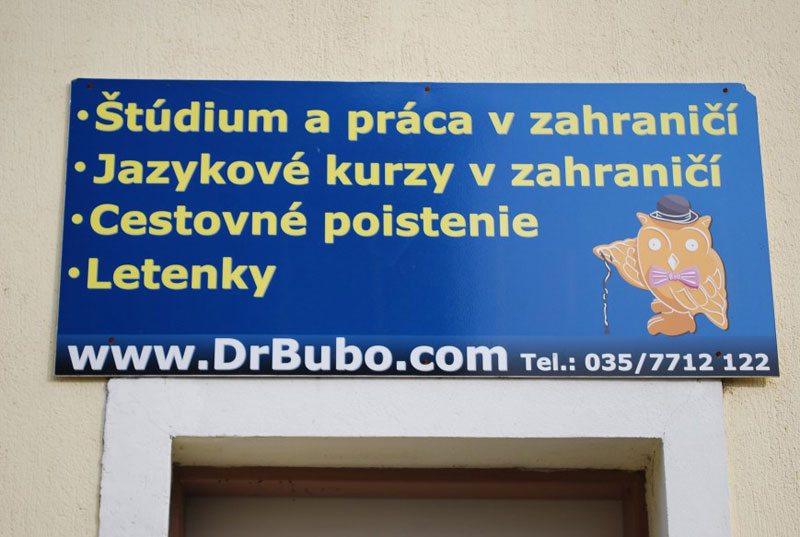 • Štúdium a práca v zahraničí
• Jazykové kurzy v zahraničí
• Cestovné poistenie
• Letenky
www.DrBubo.com Tel.: 035/7712 122